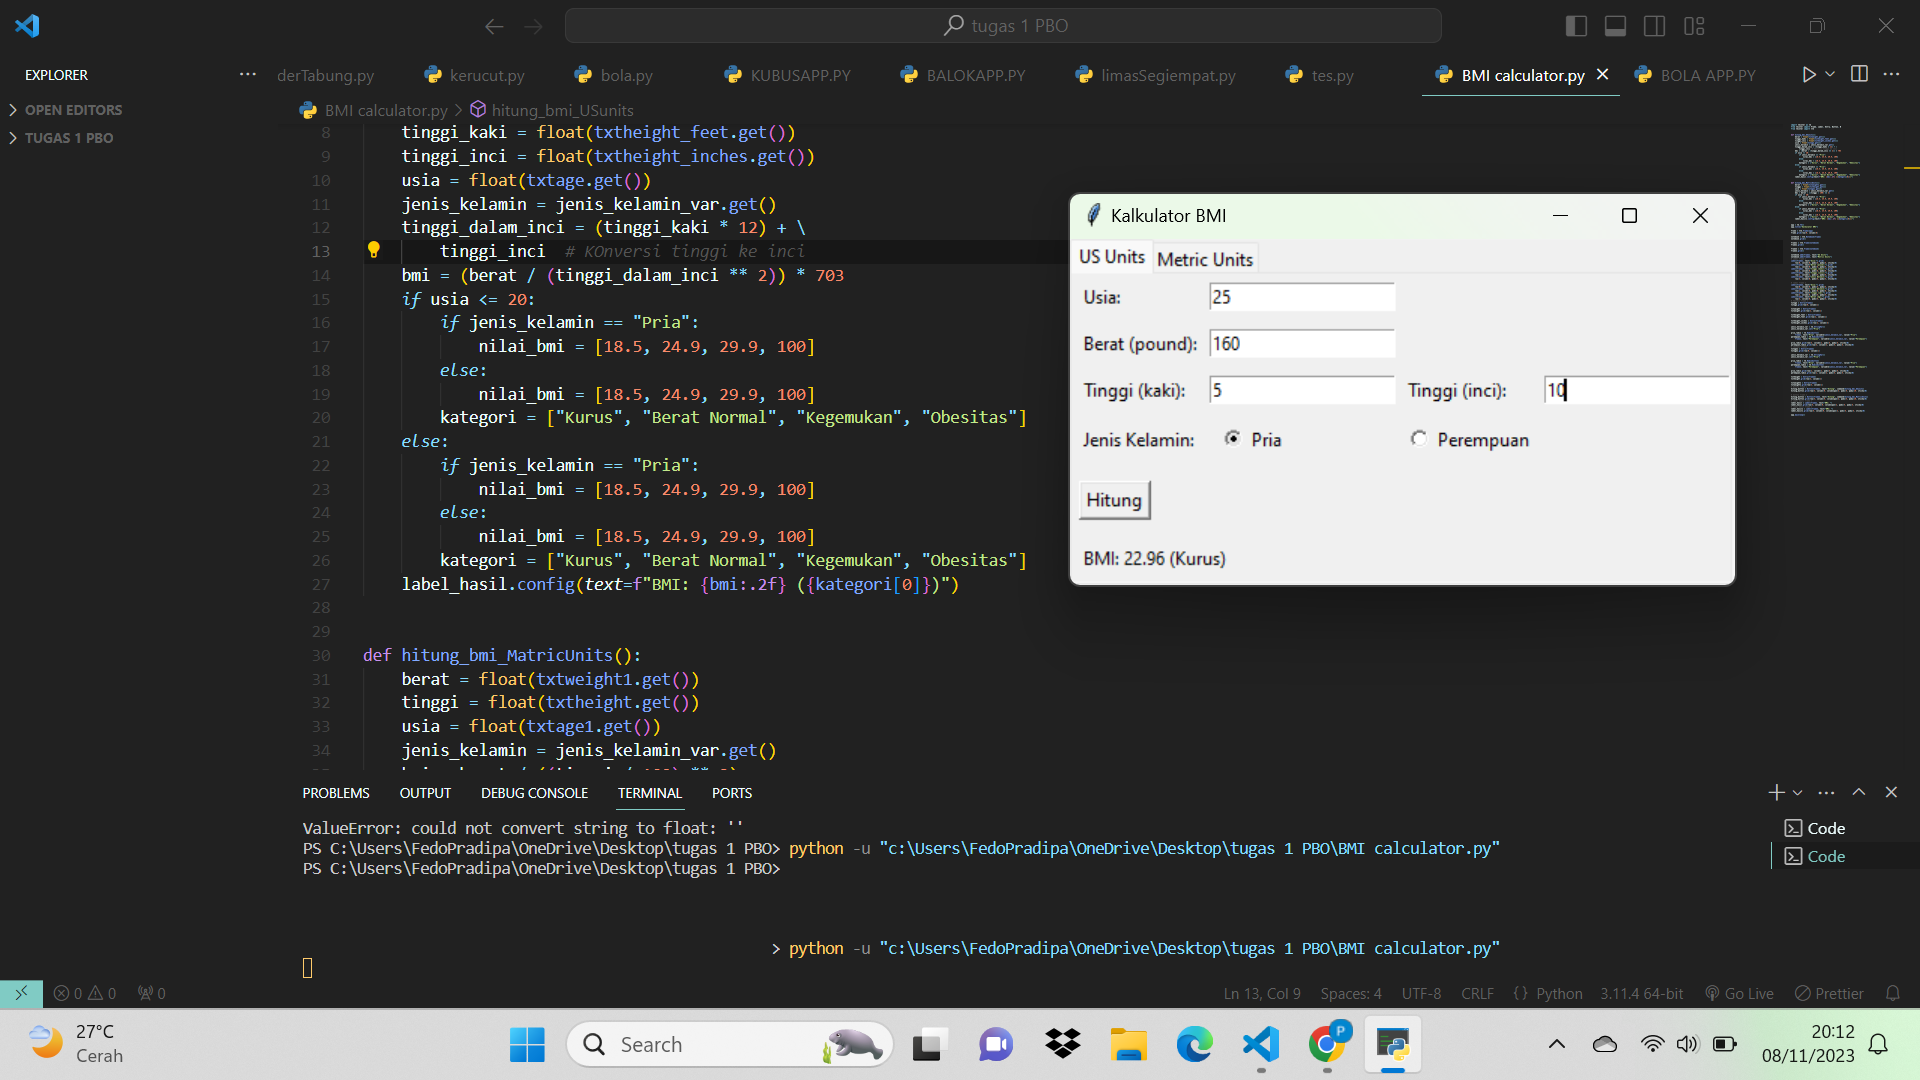 tugas 1 PBO
EXPLORER
OPEN EDITORS
TUGAS 1 PBO
derTabung.py
kerucut.py
bola.py
KUBUSAPP.PY
BALOKAPP.PY
limasSegiempat.py
tes.py
BMI calculator.py
BOLA APP.PY
BMI calculator.py > hitung_bmi_USunits
8 tinggi_kaki = float(txtheight_feet.get())
9 tinggi_inci = float(txtheight_inches.get())
10 usia = float(txtage.get())
11 jenis_kelamin = jenis_kelamin_var.get()
12 tinggi_dalam_inci = (tinggi_kaki * 12) + \
13 tinggi_inci # KOnversi tinggi ke inci
14 bmi = (berat / (tinggi_dalam_inci ** 2)) * 703
15 if usia <= 20:
16 if jenis_kelamin == "Pria":
17 nilai_bmi = [18.5, 24.9, 29.9, 100]
18 else:
19 nilai_bmi = [18.5, 24.9, 29.9, 100]
20 kategori = ["Kurus", "Berat Normal", "Kegemukan", "Obesitas"]
21 else:
22 if jenis_kelamin == "Pria":
23 nilai_bmi = [18.5, 24.9, 29.9, 100]
24 else:
25 nilai_bmi = [18.5, 24.9, 29.9, 100]
26 kategori = ["Kurus", "Berat Normal", "Kegemukan", "Obesitas"]
27 label_hasil.config(text=f"BMI: {bmi:.2f} ({kategori[0]})")
28
29
30 def hitung_bmi_MatricUnits():
31 berat = float(txtweight1.get())
32 tinggi = float(txtheight.get())
33 usia = float(txtage1.get())
34 jenis_kelamin = jenis_kelamin_var.get()
Kalkulator BMI
US Units Metric Units
Usia: 25
Berat (pound): 160
Tinggi (kaki): 5 Tinggi (inci): 10
Jenis Kelamin: Pria Perempuan
Hitung
BMI: 22.96 (Kurus)
PROBLEMS OUTPUT DEBUG CONSOLE TERMINAL PORTS
ValueError: could not convert string to float: ''
PS C:\Users\FedoPradipa\OneDrive\Desktop\tugas 1 PBO> python -u "c:\Users\FedoPradipa\OneDrive\Desktop\tugas 1 PBO\BMI calculator.py"
PS C:\Users\FedoPradipa\OneDrive\Desktop\tugas 1 PBO>
> python -u "c:\Users\FedoPradipa\OneDrive\Desktop\tugas 1 PBO\BMI calculator.py"
Code
Code
0 0 0
Ln 13, Col 9 Spaces: 4 UTF-8 CRLF {} Python 3.11.4 64-bit Go Live Prettier
27°C
Cerah
Search
P
20:12
08/11/2023